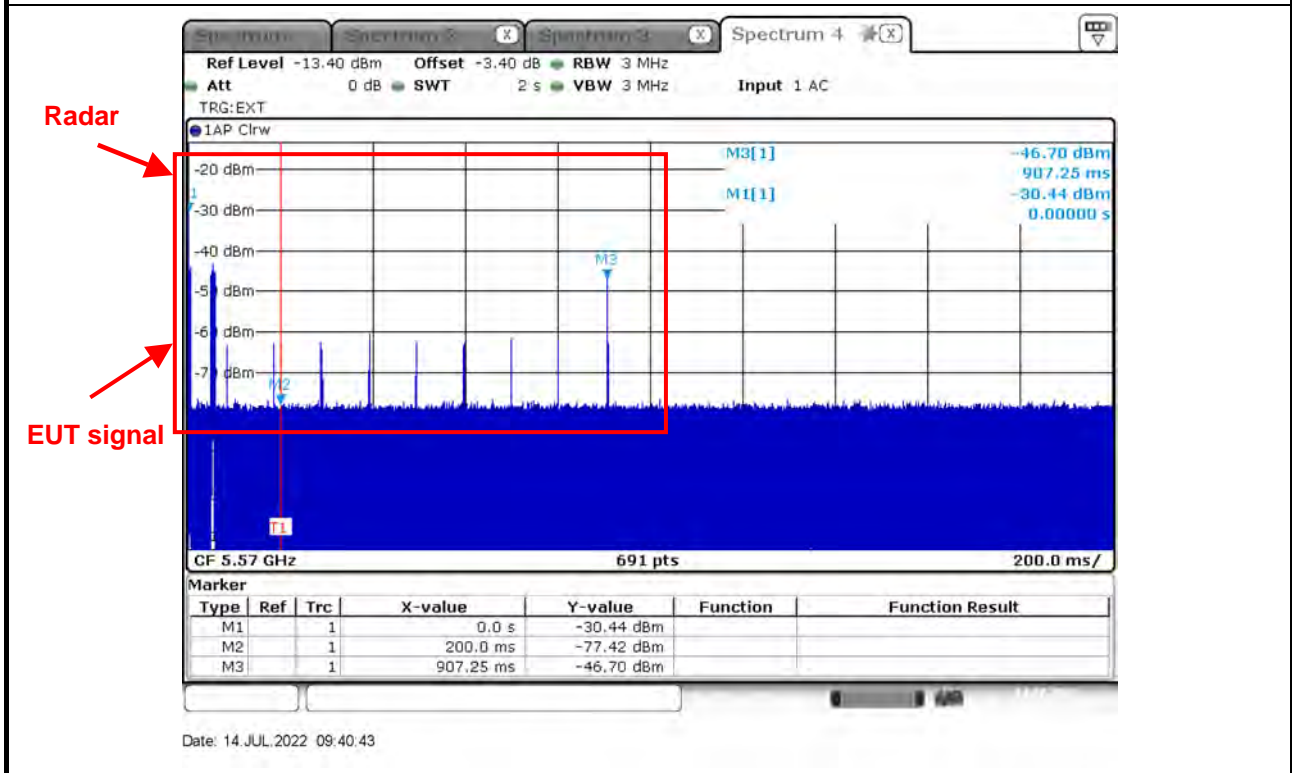 Spectrum 4
Ref Level -13.40 dBm Offset -3.40 dB RBW 3 MHz
Att 0 dB SWT 2 s VBW 3 MHz Input 1 AC
TRG:EXT
Radar
1AP Clrw
M3[1] -46.70 dBm
907.25 ms
M1[1] -30.44 dBm
0.00000 s
-20 dBm
1
-30 dBm
-40 dBm
M3
dBm
dBm
dBm
M2
EUT signal
T1
CF 5.57 GHz 691 pts 200.0 ms/
Marker
Type Ref Trc X-value Y-value Function Function Result
M1 1 0.0 s -30.44 dBm
M2 1 200.0 ms -77.42 dBm
M3 1 907.25 ms -46.70 dBm
Date: 14.JUL.2022 09:40:43